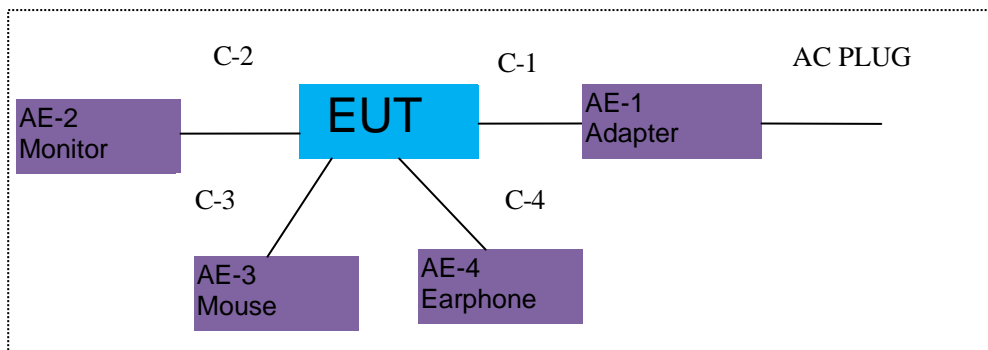 C-2
C-1
AC PLUG
AE-2
Monitor
EUT
AE-1
Adapter
C-3
C-4
AE-3
Mouse
AE-4
Earphone